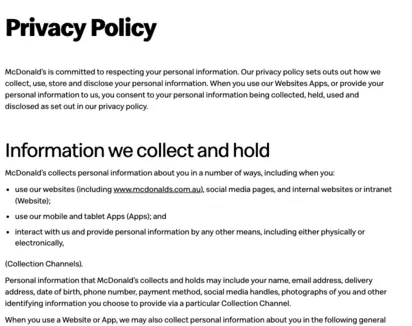 Privacy Policy
McDonald's is committed to respecting your personal information. Our privacy policy sets outs out how we
collect, use, store and disclose your personal information. When you use our Websites Apps, or provide your
personal information to us, you consent to your personal information being collected, held, used and
disclosed as set out in our privacy policy.
Information we collect and hold
McDonald's collects personal information about you in a number of ways, including when you:
• use our websites (including www.mcdonalds.com.au), social media pages, and internal websites or intranet
(Website);
• use our mobile and tablet Apps (Apps); and
• interact with us and provide personal information by any other means, including either physically or
electronically,
(Collection Channels).
Personal information that McDonald's collects and holds may include your name, email address, delivery
address, date of birth, phone number, payment method, social media handles, photographs of you and other
identifying information you choose to provide via a particular Collection Channel.
When you use a Website or App, we may also collect personal information about you in the following general